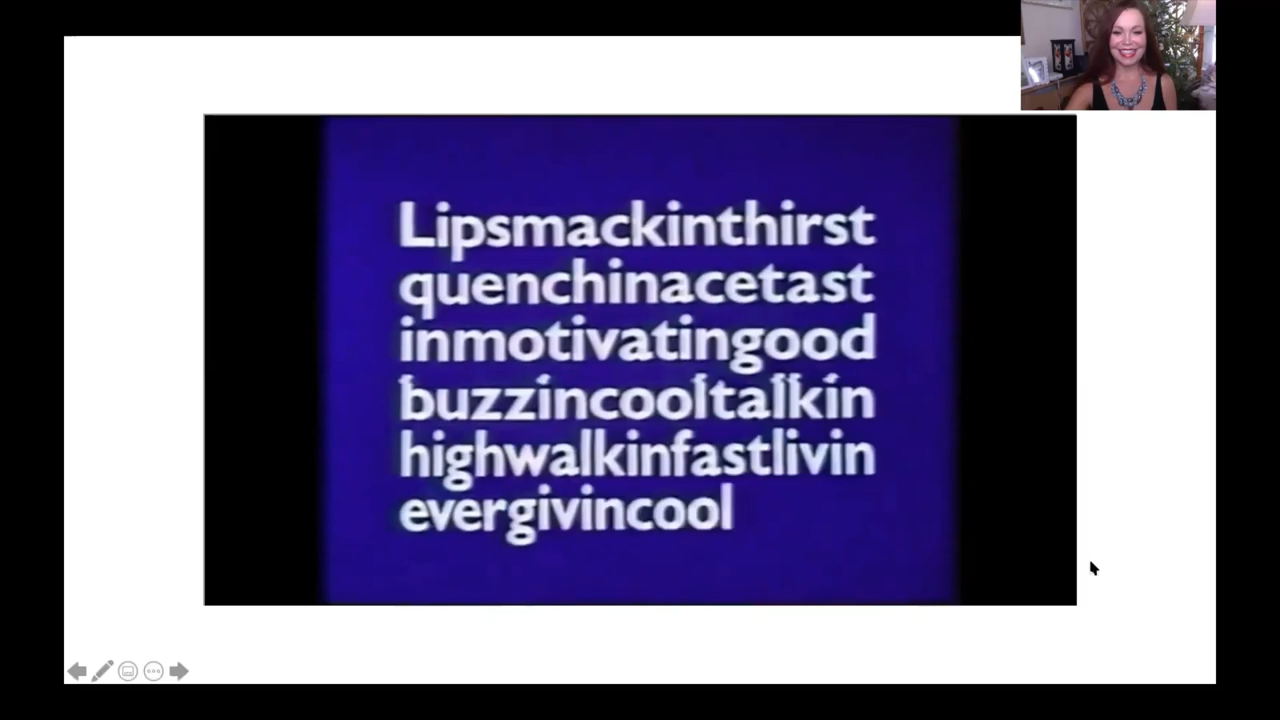 Lipsmackinthirst
quenchinacetast
inmotivatingood
buzzincooltalkin
highwalkinfastlivin
evergivincool